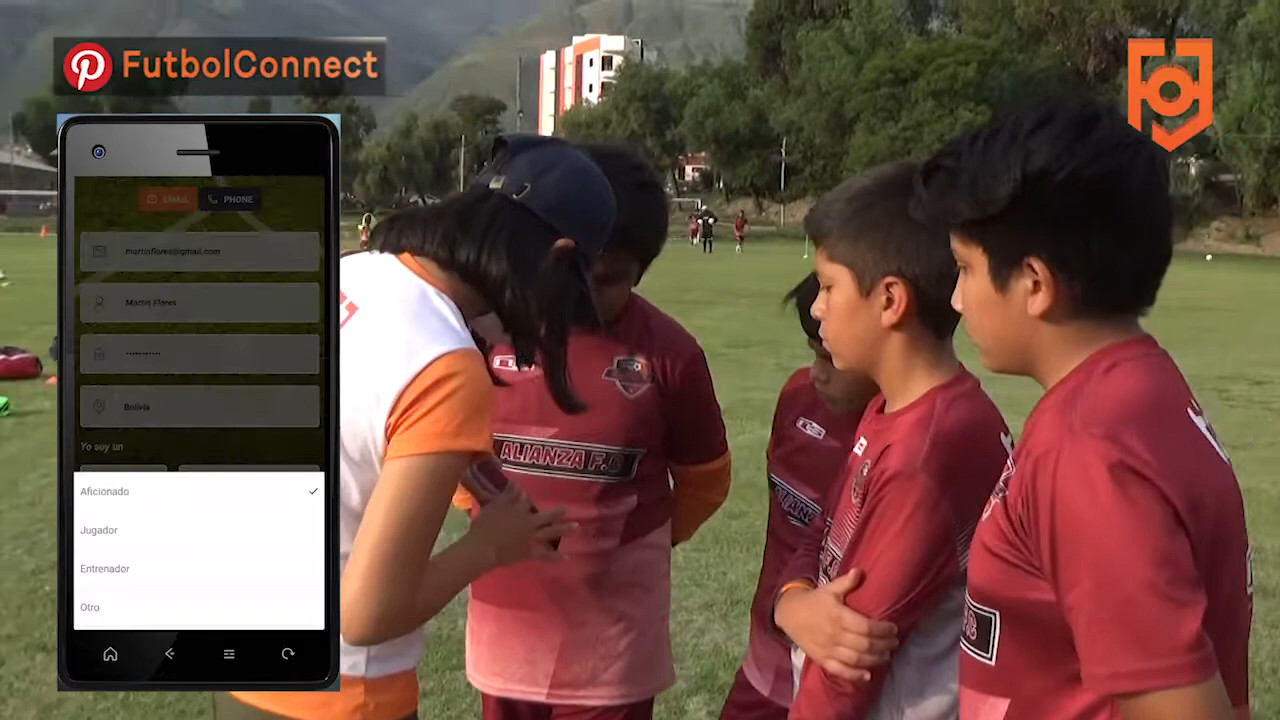 FutbolConnect
EMAIL PHONE
martinflores@gmail.com
Martin Flores
Bolivia
Yo soy un
Aficionado
Jugador
Entrenador
Otro
ALIANZA F.C